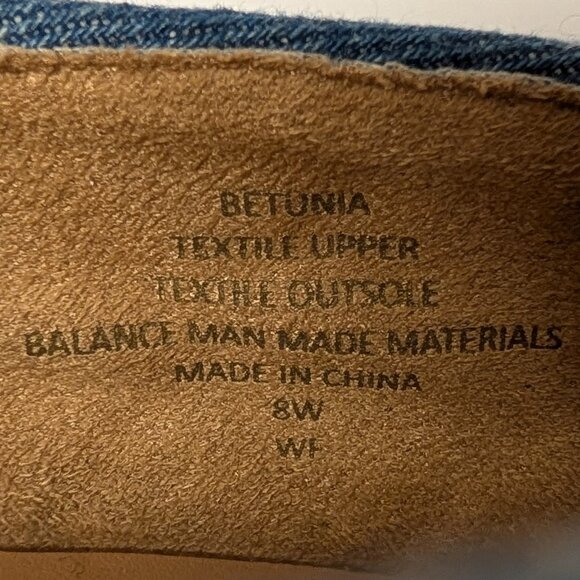 BETUNIA
TEXTILE UPPER
TEXTILE OUTSOLE
BALANCE MAN MADE MATERIALS
MADE IN CHINA
8W
WF